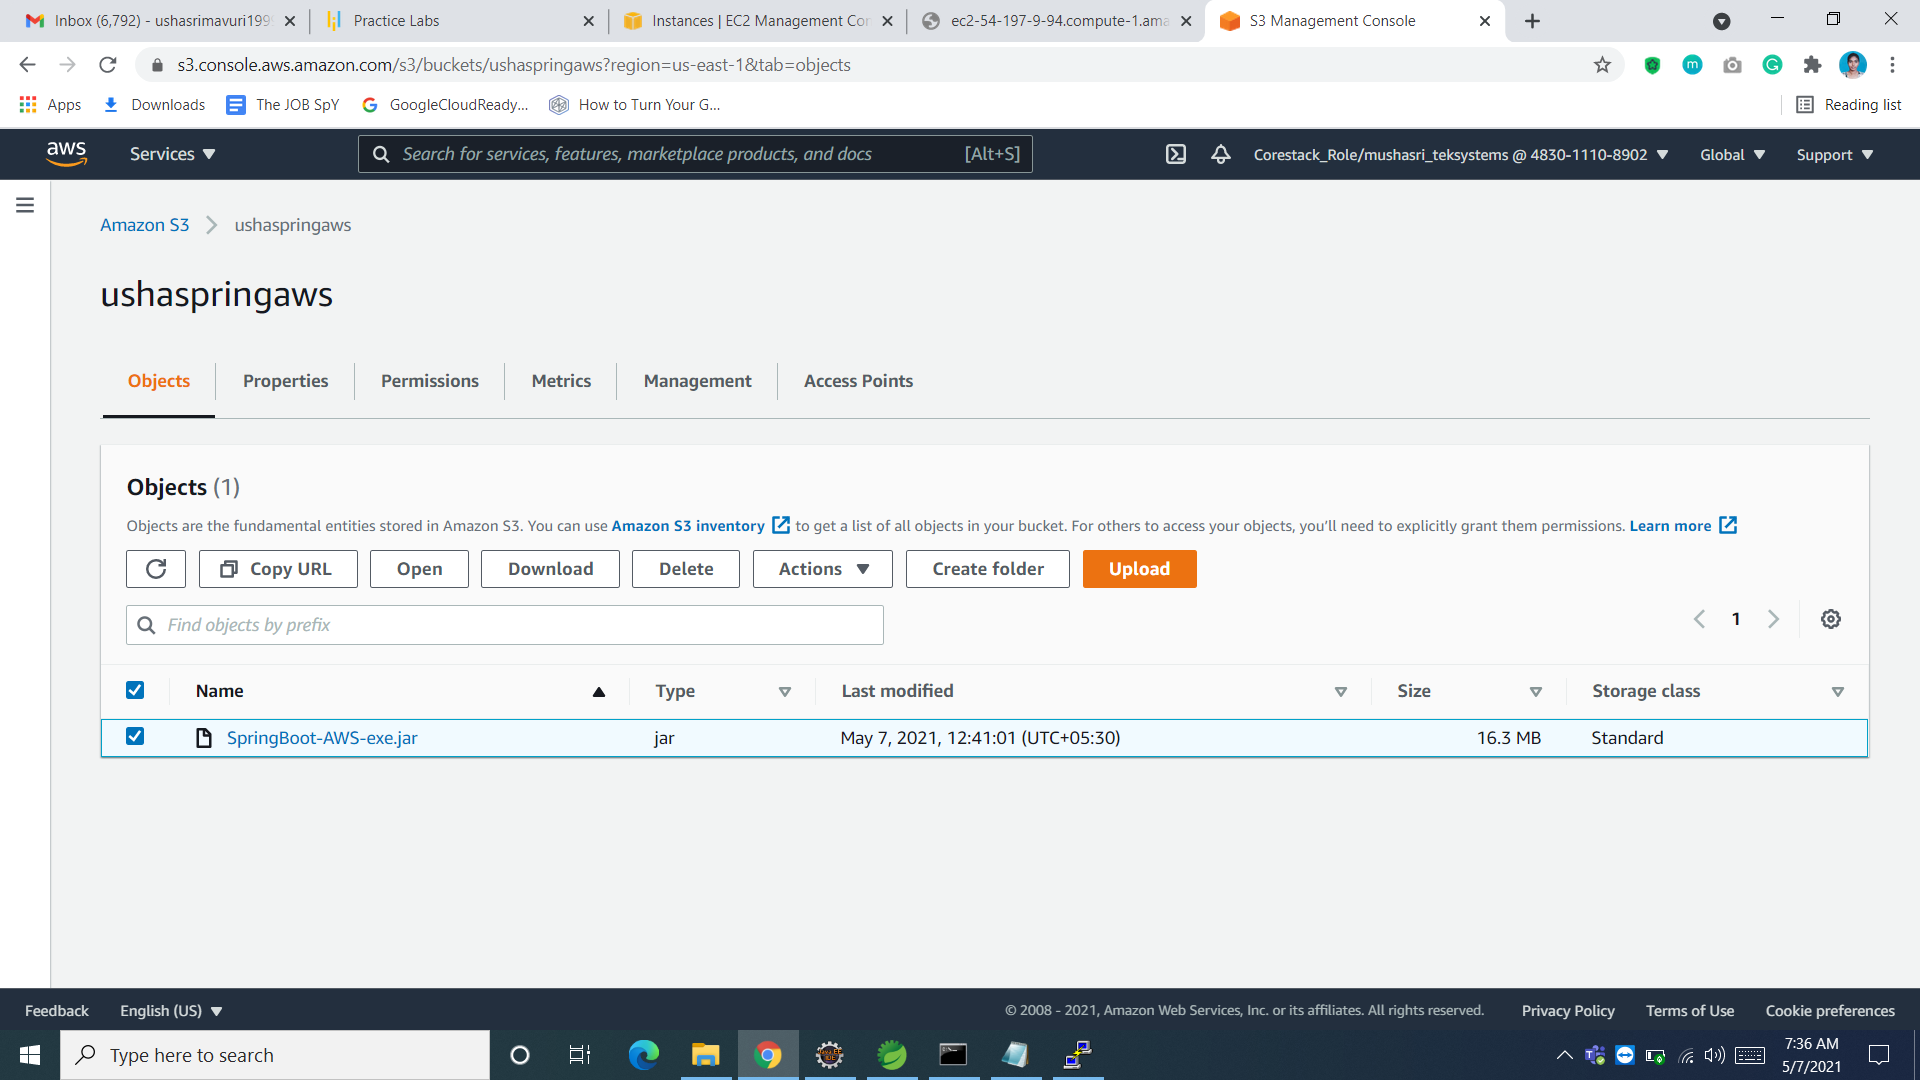 Inbox (6,792) - ushasrimavuri199
Practice Labs
Instances | EC2 Management Con
ec2-54-197-9-94.compute-1.ama
S3 Management Console
s3.console.aws.amazon.com/s3/buckets/ushaspringaws?region=us-east-1&tab=objects
Apps
Downloads
The JOB SpY
GoogleCloudReady...
How to Turn Your G...
Reading list
aws
Services
Search for services, features, marketplace products, and docs
[Alt+S]
Corestack_Role/mushasri_teksystems @ 4830-1110-8902
Global
Support
Amazon S3
ushaspringaws
ushaspringaws
Objects
Properties
Permissions
Metrics
Management
Access Points
Objects (1)
Objects are the fundamental entities stored in Amazon S3. You can use Amazon S3 inventory to get a list of all objects in your bucket. For others to access your objects, you'll need to explicitly grant them permissions. Learn more
Copy URL
Open
Download
Delete
Actions
Create folder
Upload
Find objects by prefix
1
Name
Type
Last modified
Size
Storage class
SpringBoot-AWS-exe.jar
jar
May 7, 2021, 12:41:01 (UTC+05:30)
16.3 MB
Standard
Feedback
English (US)
© 2008 - 2021, Amazon Web Services, Inc. or its affiliates. All rights reserved.
Privacy Policy
Terms of Use
Cookie preferences
Type here to search
7:36 AM
5/7/2021